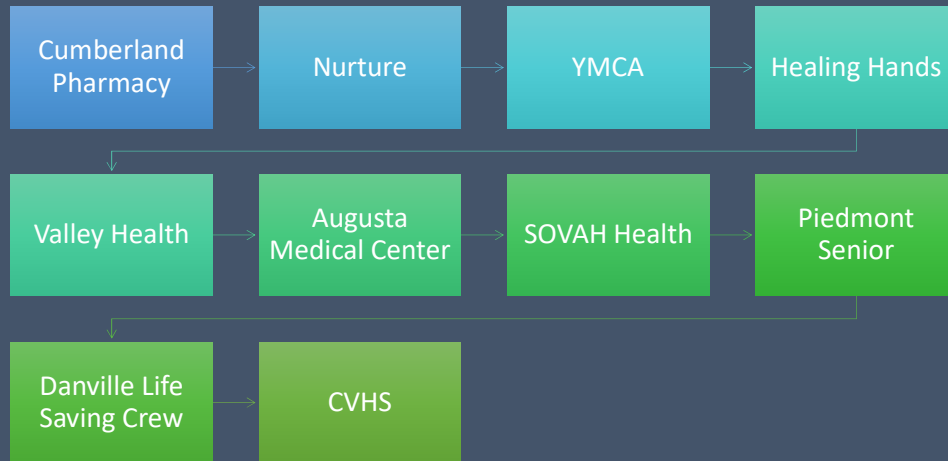 Cumberland
Pharmacy
Nurture
YMCA
Healing Hands
Valley Health
Augusta
Medical Center
SOVAH Health
Piedmont
Senior
Danville Life
Saving Crew
CVHS